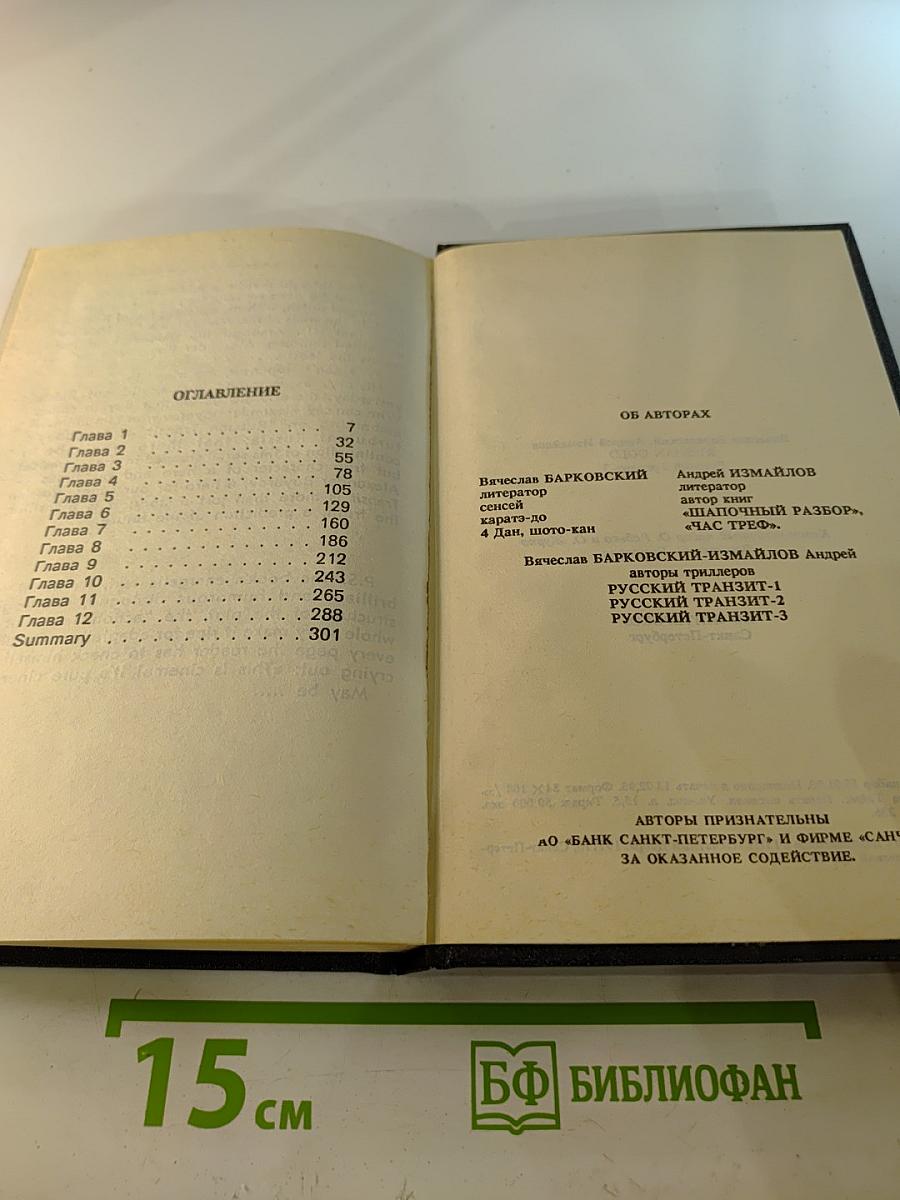 ОГЛАВЛЕНИЕ
Глава 1 . . . . . . . . . . . . . . 7
Глава 2 . . . . . . . . . . . . . . 32
Глава 3 . . . . . . . . . . . . . . 55
Глава 4 . . . . . . . . . . . . . . 78
Глава 5 . . . . . . . . . . . . . . 105
Глава 6 . . . . . . . . . . . . . . 129
Глава 7 . . . . . . . . . . . . . . 160
Глава 8 . . . . . . . . . . . . . . 186
Глава 9 . . . . . . . . . . . . . . 212
Глава 10 . . . . . . . . . . . . . . 243
Глава 11 . . . . . . . . . . . . . . 265
Глава 12 . . . . . . . . . . . . . . 288
Summary . . . . . . . . . . . . . . 301
ОБ АВТОРАХ
Вячеслав БАРКОВСКИЙ
литератор
сенсей
каратэ-до
4 Дан, шото-кан
Андрей ИЗМАЙЛОВ
литератор
автор книг
«ШАПОЧНЫЙ РАЗБОР»,
«ЧАС ТРЕФ».
Вячеслав БАРКОВСКИЙ-ИЗМАЙЛОВ Андрей
авторы триллеров
РУССКИЙ ТРАНЗИТ-1
РУССКИЙ ТРАНЗИТ-2
РУССКИЙ ТРАНЗИТ-3
АВТОРЫ ПРИЗНАТЕЛЬНЫ
АО «БАНК САНКТ-ПЕТЕРБУРГ» И ФИРМЕ «САНЧ
ЗА ОКАЗАННОЕ СОДЕЙСТВИЕ.
15 см
БФ БИБЛИОФАН